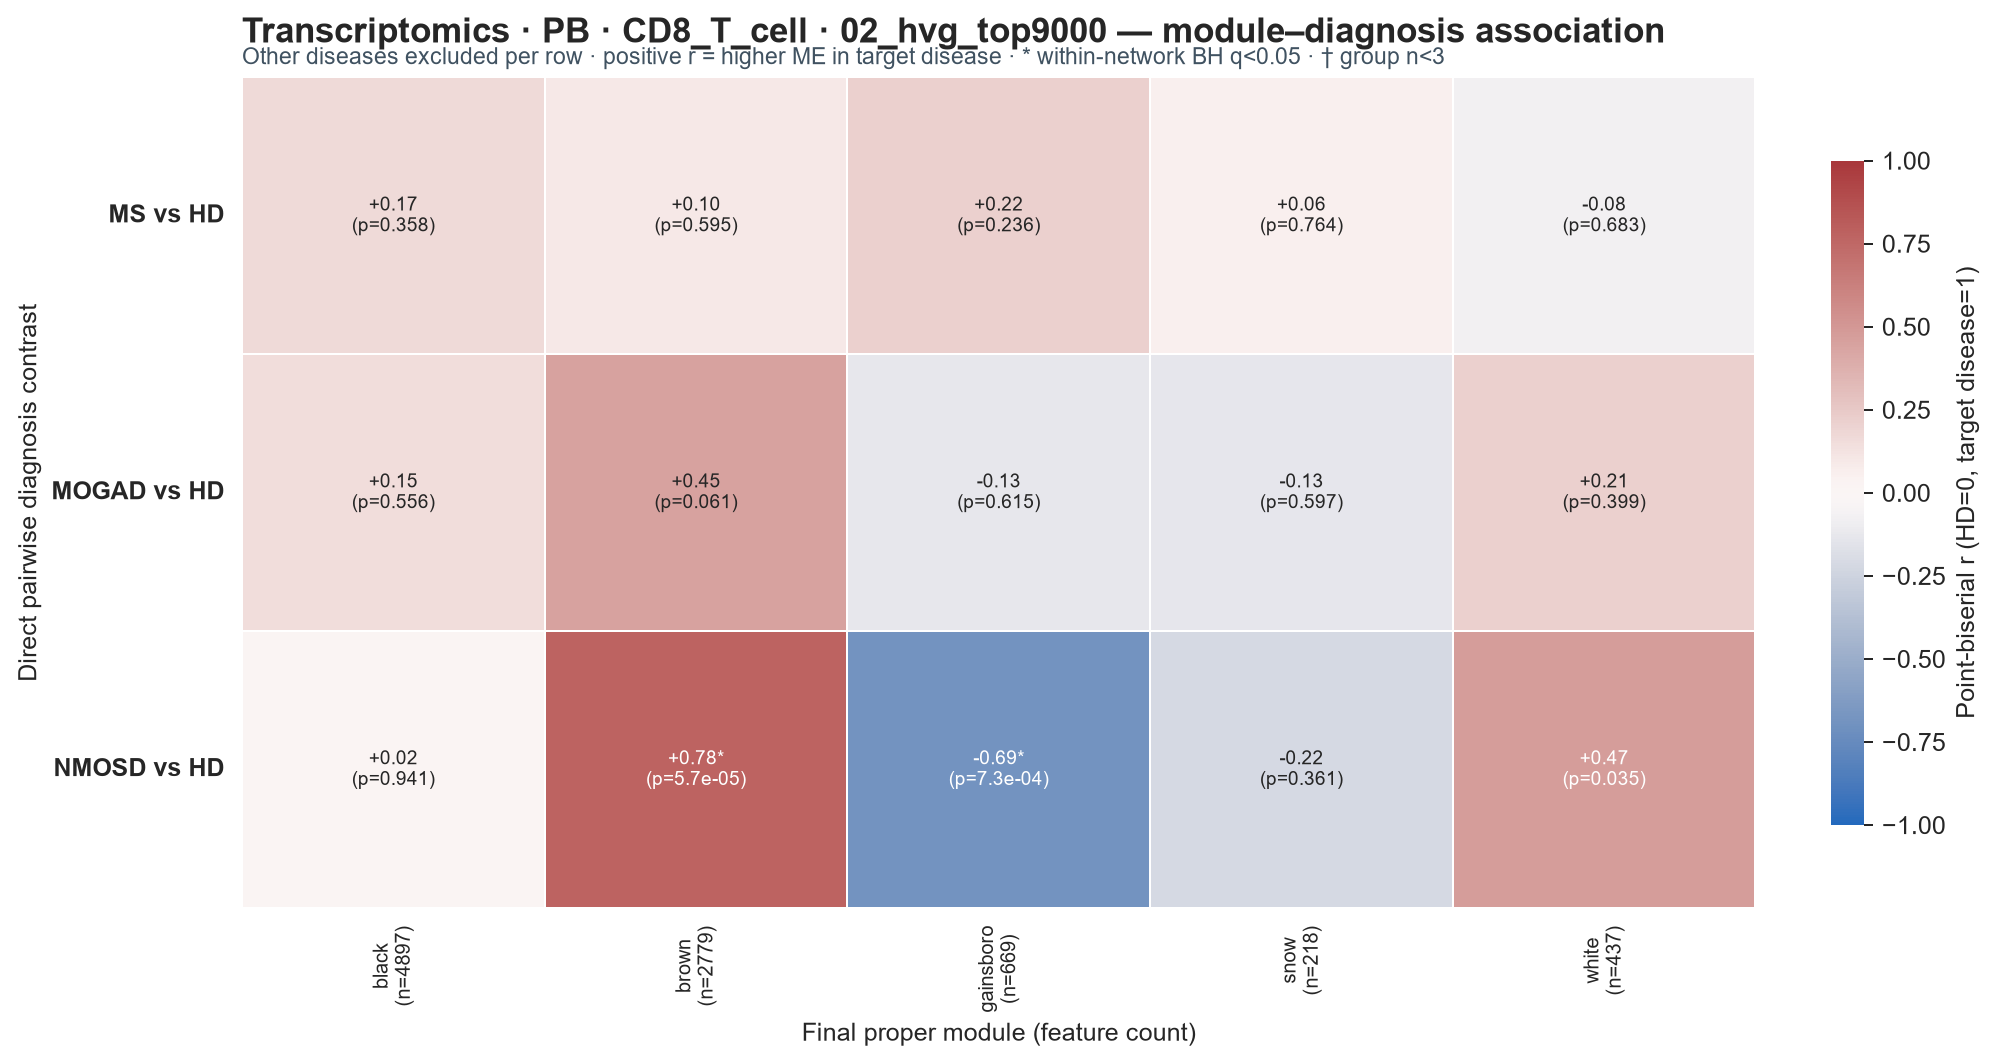 Transcriptomics · PB · CD8_T_cell · 02_hvg_top9000 — module–diagnosis association
Other diseases excluded per row · positive r = higher ME in target disease · * within-network BH q<0.05 · † group n<3
Direct pairwise diagnosis contrast
MS vs HD
+0.17
(p=0.358)
+0.10
(p=0.595)
+0.22
(p=0.236)
+0.06
(p=0.764)
-0.08
(p=0.683)
MOGAD vs HD
+0.15
(p=0.556)
+0.45
(p=0.061)
-0.13
(p=0.615)
-0.13
(p=0.597)
+0.21
(p=0.399)
NMOSD vs HD
+0.02
(p=0.941)
+0.78*
(p=5.7e-05)
-0.69*
(p=7.3e-04)
-0.22
(p=0.361)
+0.47
(p=0.035)
black
(n=4897)
brown
(n=2779)
gainsboro
(n=669)
snow
(n=218)
white
(n=437)
Final proper module (feature count)
1.00
0.75
0.50
0.25
0.00
−0.25
−0.50
−0.75
−1.00
Point-biserial r (HD=0, target disease=1)